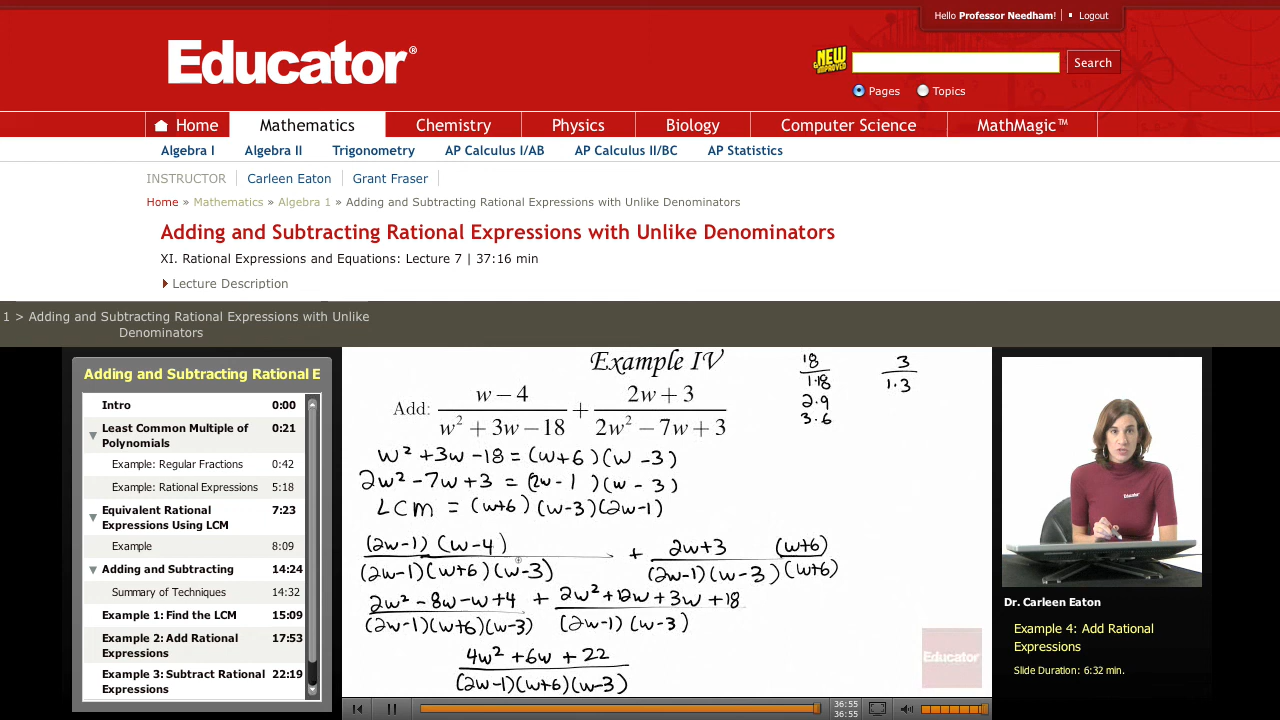 Hello Professor Needham! Logout
Educator®
NEW & IMPROVED
Search
Pages Topics
Home Mathematics Chemistry Physics Biology Computer Science MathMagic™
Algebra I Algebra II Trigonometry AP Calculus I/AB AP Calculus II/BC AP Statistics
INSTRUCTOR Carleen Eaton Grant Fraser
Home » Mathematics » Algebra 1 » Adding and Subtracting Rational Expressions with Unlike Denominators
Adding and Subtracting Rational Expressions with Unlike Denominators
XI. Rational Expressions and Equations: Lecture 7 | 37:16 min
Lecture Description
1 > Adding and Subtracting Rational Expressions with Unlike
Denominators
Adding and Subtracting Rational E
Intro 0:00
Least Common Multiple of 0:21
Polynomials
Example: Regular Fractions 0:42
Example: Rational Expressions 5:18
Equivalent Rational 7:23
Expressions Using LCM
Example 8:09
Adding and Subtracting 14:24
Summary of Techniques 14:32
Example 1: Find the LCM 15:09
Example 2: Add Rational 17:53
Expressions
Example 3: Subtract Rational 22:19
Expressions
Example IV
18
1·18
2·9
3·6
3
1·3
Add: (w − 4)/(w² + 3w − 18) + (2w + 3)/(2w² − 7w + 3)
w² + 3w − 18 = (w+6)(w − 3)
2w² − 7w + 3 = (2w − 1)(w − 3)
LCM = (w+6)(w−3)(2w−1)
(2w−1)(w−4) + 2w+3 (w+6)
(2w−1)(w+6)(w−3) (2w−1)(w−3)(w+6)
2w² − 8w − w + 4 + 2w² + 12w + 3w + 18
(2w−1)(w+6)(w−3) (2w−1)(w−3)
4w² + 6w + 22
(2w−1)(w+6)(w−3)
Educator
36:55
36:55
Educator
Dr. Carleen Eaton
Example 4: Add Rational
Expressions
Slide Duration: 6:32 min.